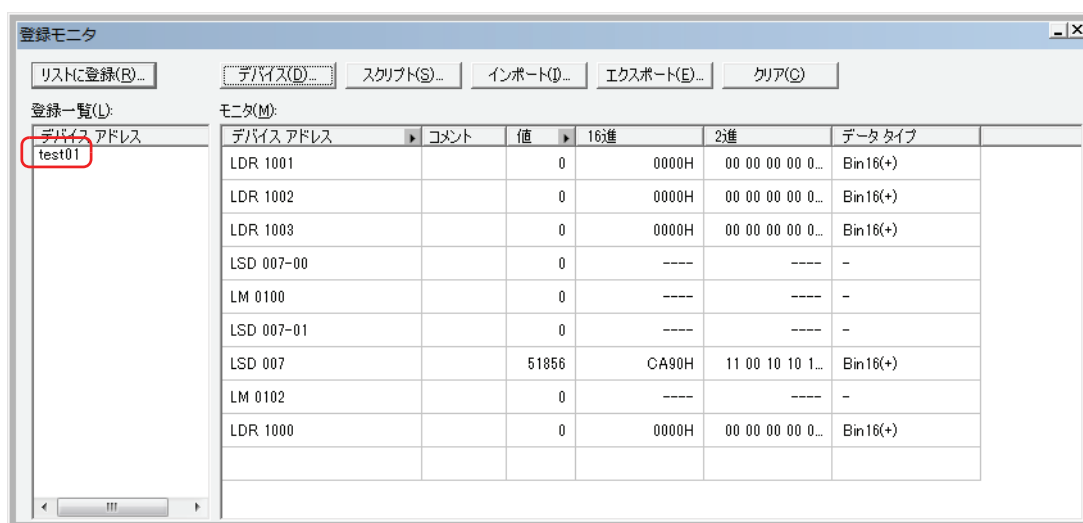 登録モニタ
リストに登録(R)... デバイス(D)... スクリプト(S)... インポート(I)... エクスポート(E)... クリア(C)
登録一覧(L): モニタ(M):
デバイス アドレス デバイス アドレス コメント 値 16進 2進 データ タイプ
test01
LDR 1001 0 0000H 00 00 00 00 0... Bin16(+)
LDR 1002 0 0000H 00 00 00 00 0... Bin16(+)
LDR 1003 0 0000H 00 00 00 00 0... Bin16(+)
LSD 007-00 0 ---- ---- -
LM 0100 0 ---- ---- -
LSD 007-01 0 ---- ---- -
LSD 007 51856 CA90H 11 00 10 10 1... Bin16(+)
LM 0102 0 ---- ---- -
LDR 1000 0 0000H 00 00 00 00 0... Bin16(+)